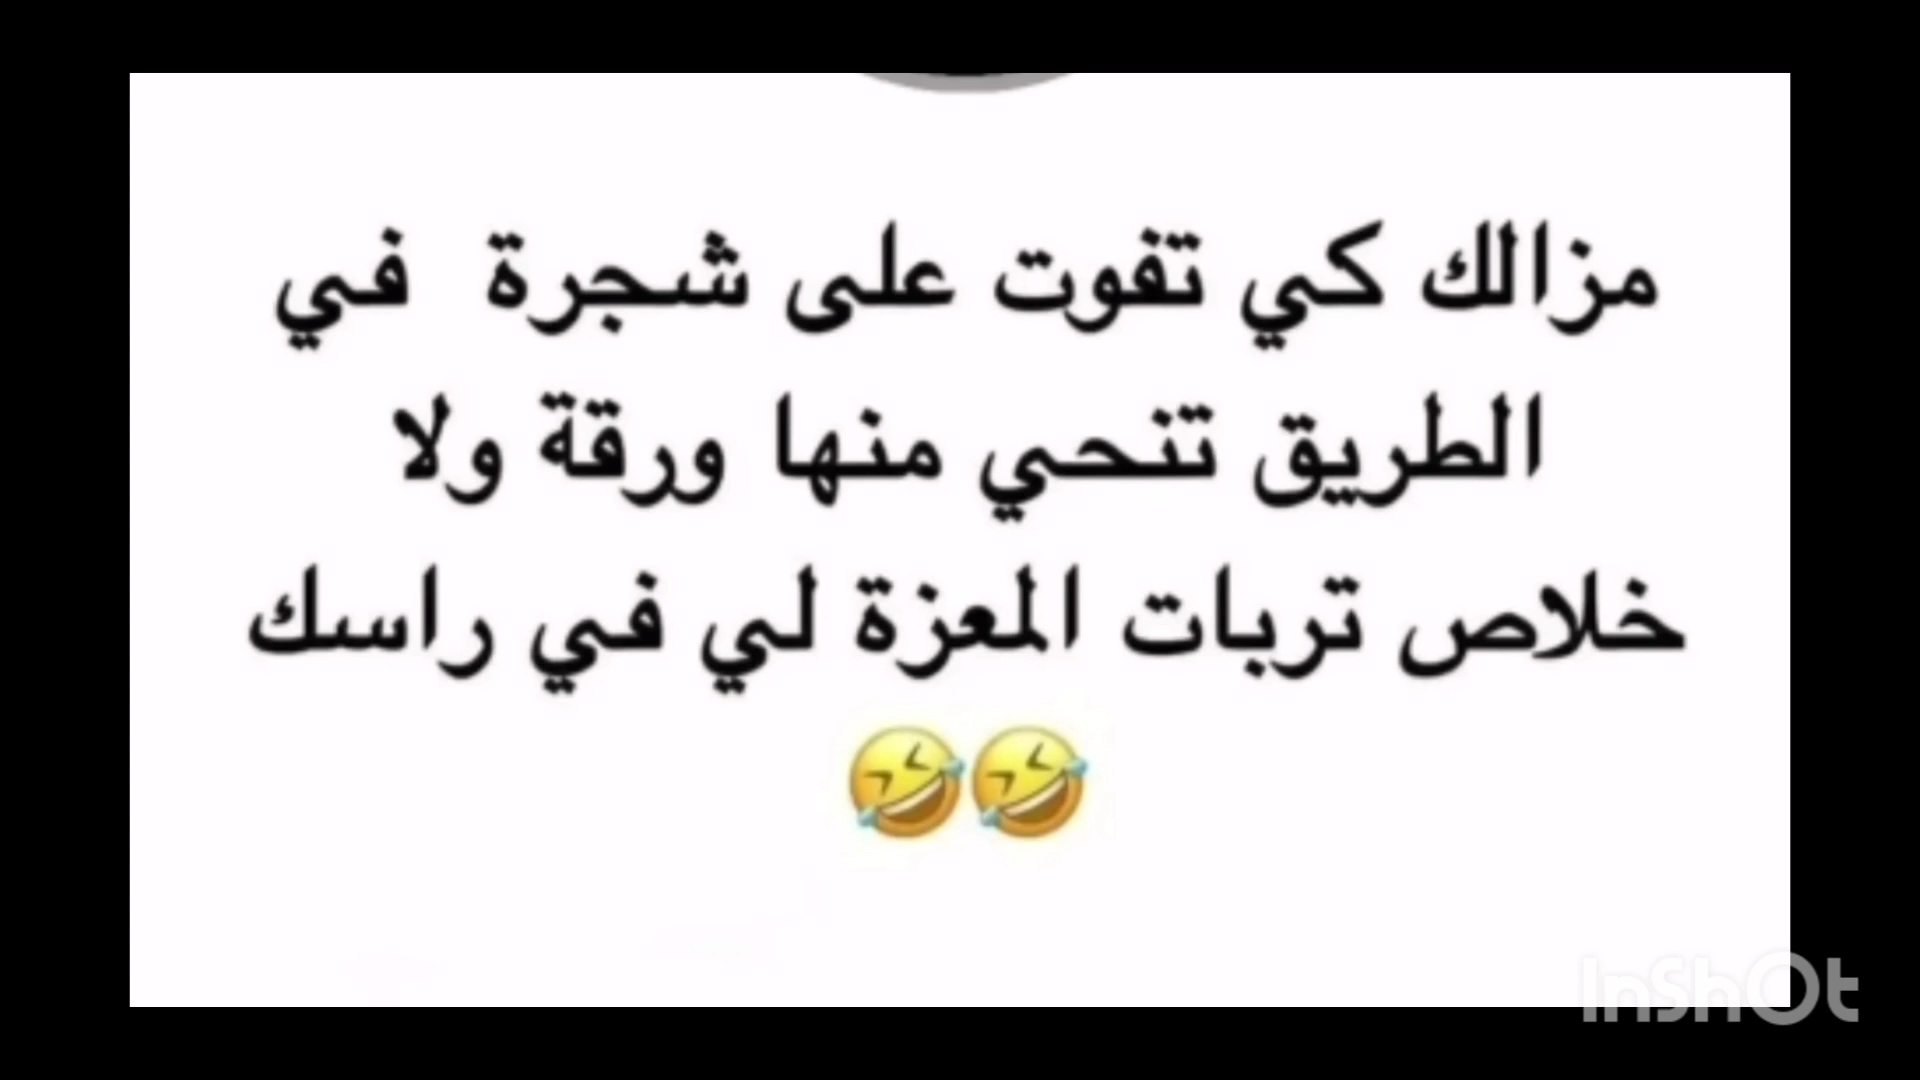 مزالك كي تفوت على شجرة في
الطريق تنحي منها ورقة ولا
خلاص تربات المعزة لي في راسك
🤣🤣
InShOt